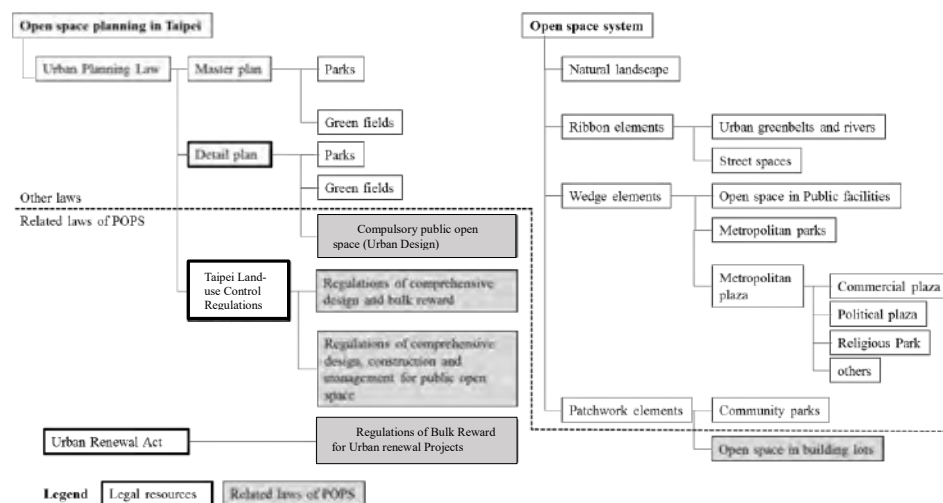 Open space planning in Taipei
Urban Planning Law
Master plan
Parks
Green fields
Detail plan
Parks
Green fields
Other laws
Related laws of POPS
Compulsory public open
space (Urban Design)
Taipei Land-
use Control
Regulations
Regulations of comprehensive
design and bulk reward
Regulations of comprehensive
design, construction and
management for public open
space
Urban Renewal Act
Regulations of Bulk Reward
for Urban renewal Projects
Legend
Legal resources
Related laws of POPS
Open space system
Natural landscape
Ribbon elements
Urban greenbelts and rivers
Street spaces
Wedge elements
Open space in Public facilities
Metropolitan parks
Metropolitan
plaza
Commercial plaza
Political plaza
Religious Park
others
Patchwork elements
Community parks
Open space in building lots